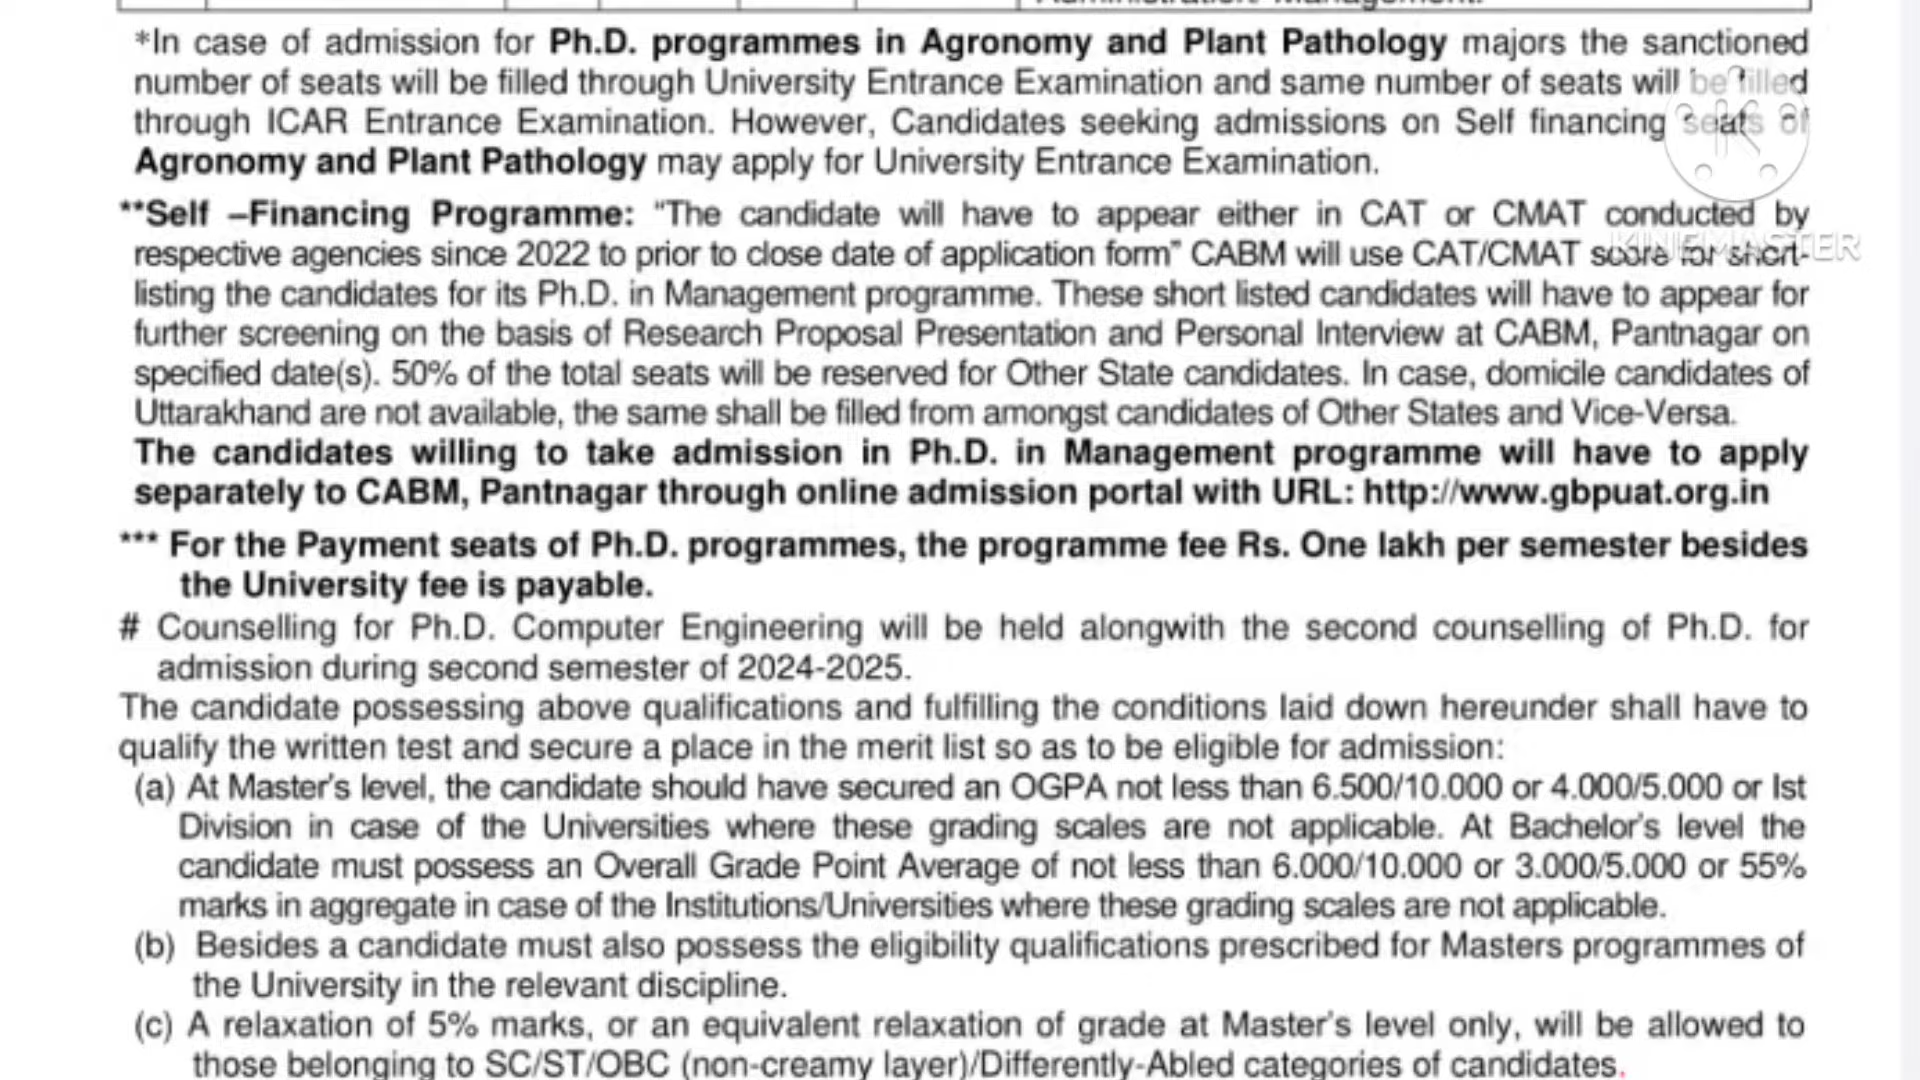 Administration/ Management.
*In case of admission for Ph.D. programmes in Agronomy and Plant Pathology majors the sanctioned
number of seats will be filled through University Entrance Examination and same number of seats will be filled
through ICAR Entrance Examination. However, Candidates seeking admissions on Self financing seats of
Agronomy and Plant Pathology may apply for University Entrance Examination.
**Self –Financing Programme: “The candidate will have to appear either in CAT or CMAT conducted by
respective agencies since 2022 to prior to close date of application form” CABM will use CAT/CMAT score for short-
listing the candidates for its Ph.D. in Management programme. These short listed candidates will have to appear for
further screening on the basis of Research Proposal Presentation and Personal Interview at CABM, Pantnagar on
specified date(s). 50% of the total seats will be reserved for Other State candidates. In case, domicile candidates of
Uttarakhand are not available, the same shall be filled from amongst candidates of Other States and Vice-Versa.
The candidates willing to take admission in Ph.D. in Management programme will have to apply
separately to CABM, Pantnagar through online admission portal with URL: http://www.gbpuat.org.in
*** For the Payment seats of Ph.D. programmes, the programme fee Rs. One lakh per semester besides
the University fee is payable.
# Counselling for Ph.D. Computer Engineering will be held alongwith the second counselling of Ph.D. for
admission during second semester of 2024-2025.
The candidate possessing above qualifications and fulfilling the conditions laid down hereunder shall have to
qualify the written test and secure a place in the merit list so as to be eligible for admission:
(a) At Master's level, the candidate should have secured an OGPA not less than 6.500/10.000 or 4.000/5.000 or Ist
Division in case of the Universities where these grading scales are not applicable. At Bachelor's level the
candidate must possess an Overall Grade Point Average of not less than 6.000/10.000 or 3.000/5.000 or 55%
marks in aggregate in case of the Institutions/Universities where these grading scales are not applicable.
(b) Besides a candidate must also possess the eligibility qualifications prescribed for Masters programmes of
the University in the relevant discipline.
(c) A relaxation of 5% marks, or an equivalent relaxation of grade at Master's level only, will be allowed to
those belonging to SC/ST/OBC (non-creamy layer)/Differently-Abled categories of candidates.
K
KINEMASTER